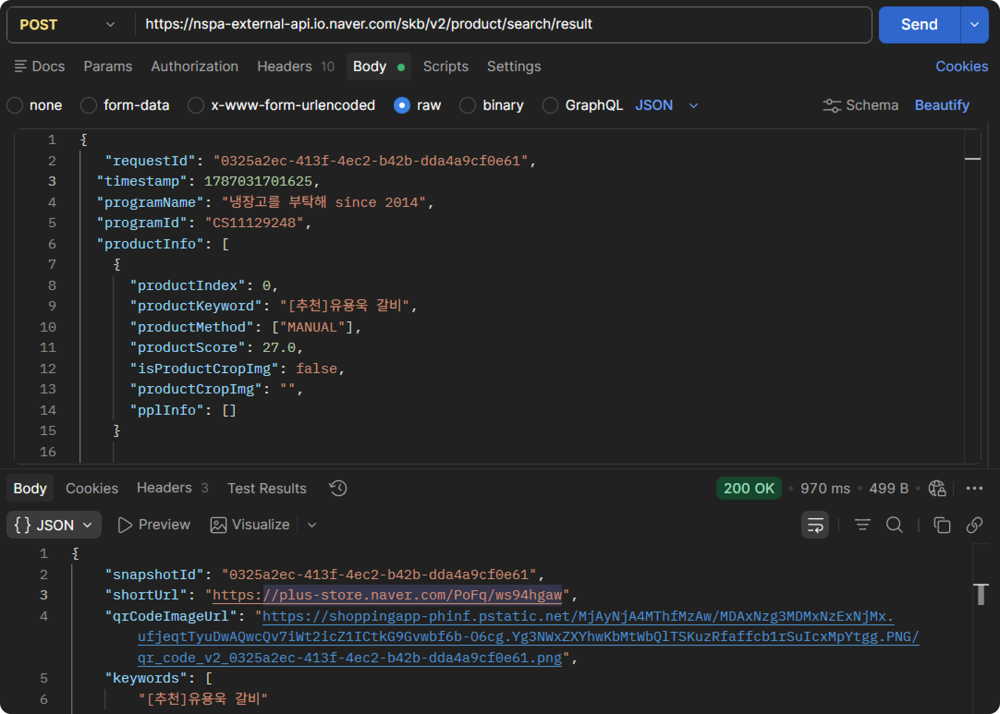 POST https://nspa-external-api.io.naver.com/skb/v2/product/search/result Send
Docs Params Authorization Headers 10 Body Scripts Settings Cookies
none form-data x-www-form-urlencoded raw binary GraphQL JSON Schema Beautify
1 {
2 "requestId": "0325a2ec-413f-4ec2-b42b-dda4a9cf0e61",
3 "timestamp": 1787031701625,
4 "programName": "냉장고를 부탁해 since 2014",
5 "programId": "CS11129248",
6 "productInfo": [
7 {
8 "productIndex": 0,
9 "productKeyword": "[추천]유용욱 갈비",
10 "productMethod": ["MANUAL"],
11 "productScore": 27.0,
12 "isProductCropImg": false,
13 "productCropImg": "",
14 "pplInfo": []
15 }
16
Body Cookies Headers 3 Test Results 200 OK • 970 ms • 499 B •
{} JSON Preview Visualize
1 {
2 "snapshotId": "0325a2ec-413f-4ec2-b42b-dda4a9cf0e61",
3 "shortUrl": "https://plus-store.naver.com/PoFq/ws94hgaw",
4 "qrCodeImageUrl": "https://shoppingapp-phinf.pstatic.net/MjAyNjA4MThfMzAw/MDAxNzg3MDMxNzExNjMx.
ufjeqtTyuDwAQwcQv7iWt2icZ1ICtkG9Gvwbf6b-O6cg.Yg3NWxZXYhwKbMtWbQlTSKuzRfaffcb1rSuIcxMpYtgg.PNG/
qr_code_v2_0325a2ec-413f-4ec2-b42b-dda4a9cf0e61.png",
5 "keywords": [
6 "[추천]유용욱 갈비"